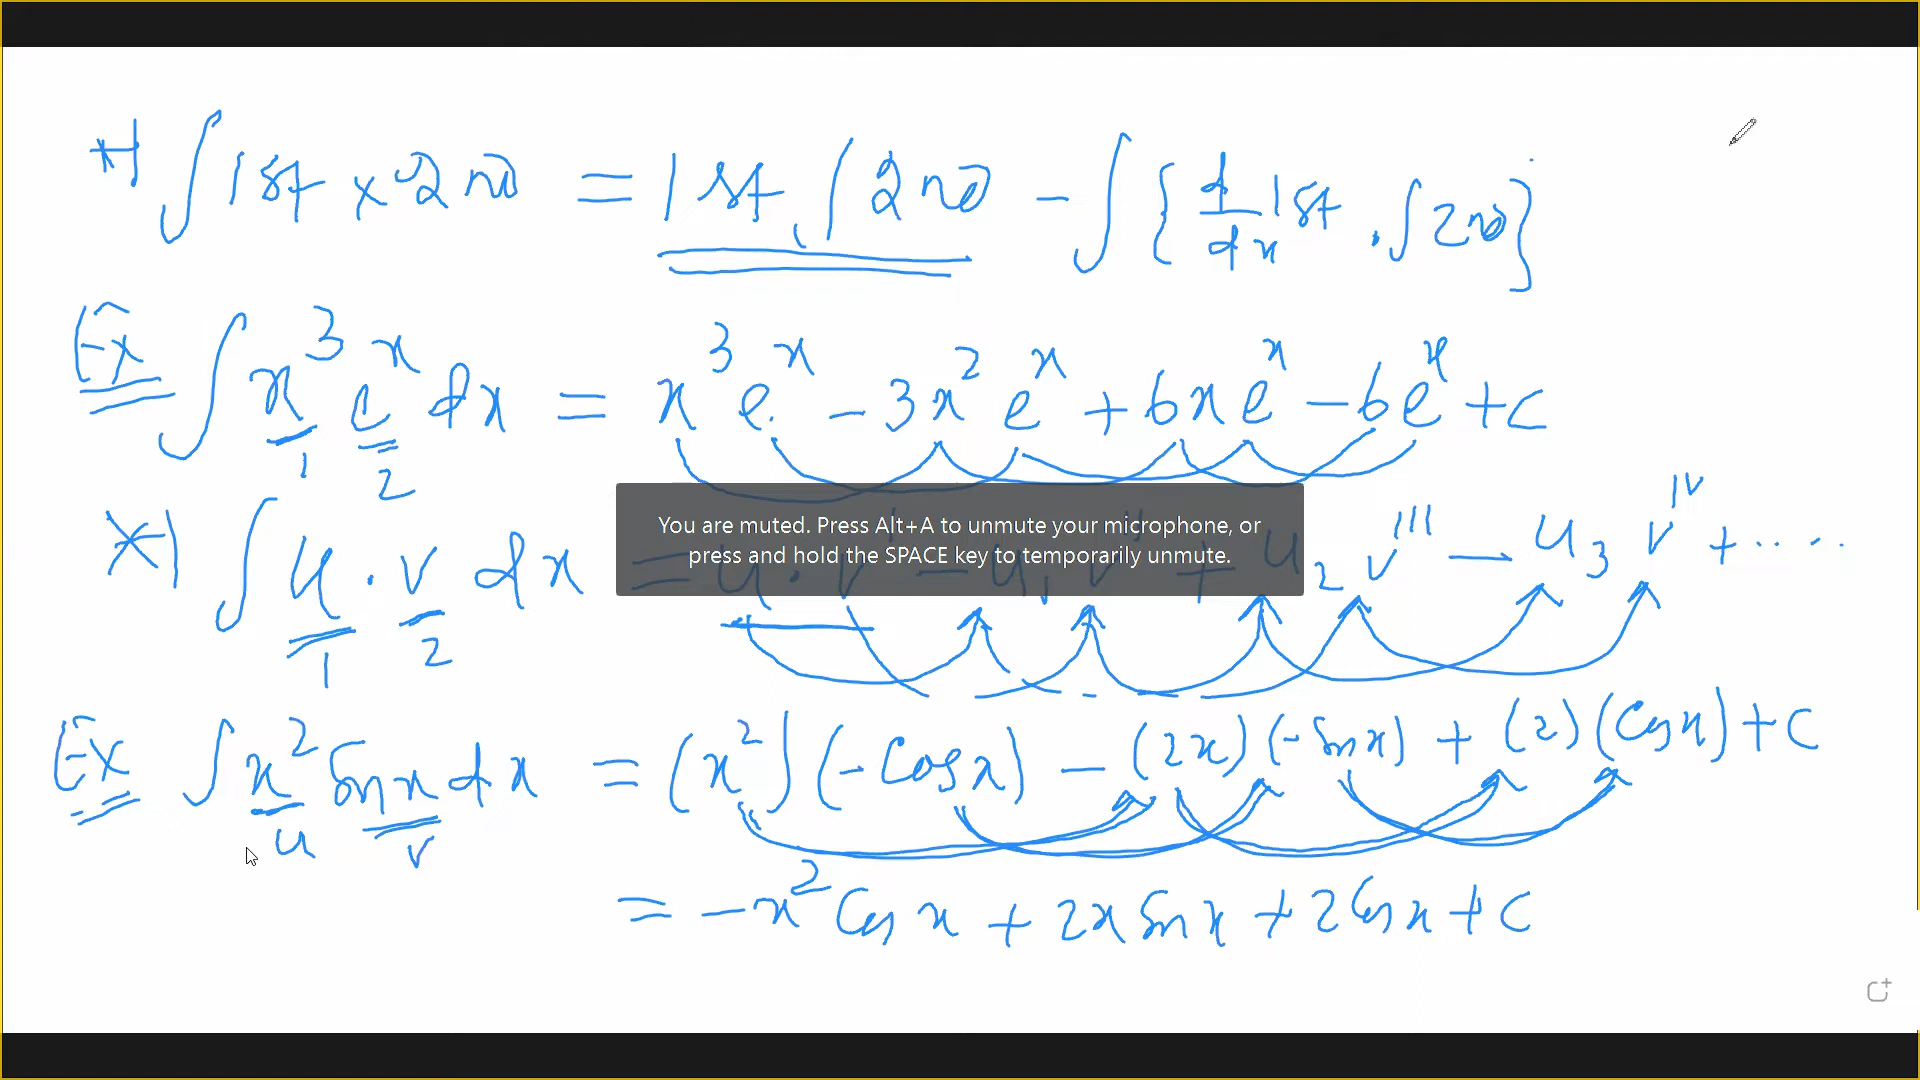 *) ∫ 1st × 2nd = 1st . ∫ 2nd - ∫ { d/dx 1st . ∫ 2nd }
Ex ∫ x³ eˣ dx = x³ eˣ - 3x² eˣ + 6x eˣ - 6eˣ + c
1 2
You are muted. Press Alt+A to unmute your microphone, or
press and hold the SPACE key to temporarily unmute.
*) ∫ u . v dx = u . v' - u₁ v'' + u₂ v''' - u₃ vᴵⱽ + .....
1 2
Ex ∫ x² Sin x dx = (x²) (- Cos x) - (2x) (- Sin x) + (2) (Cos x) + c
u v
= - x² Cos x + 2x Sin x + 2 Cos x + c